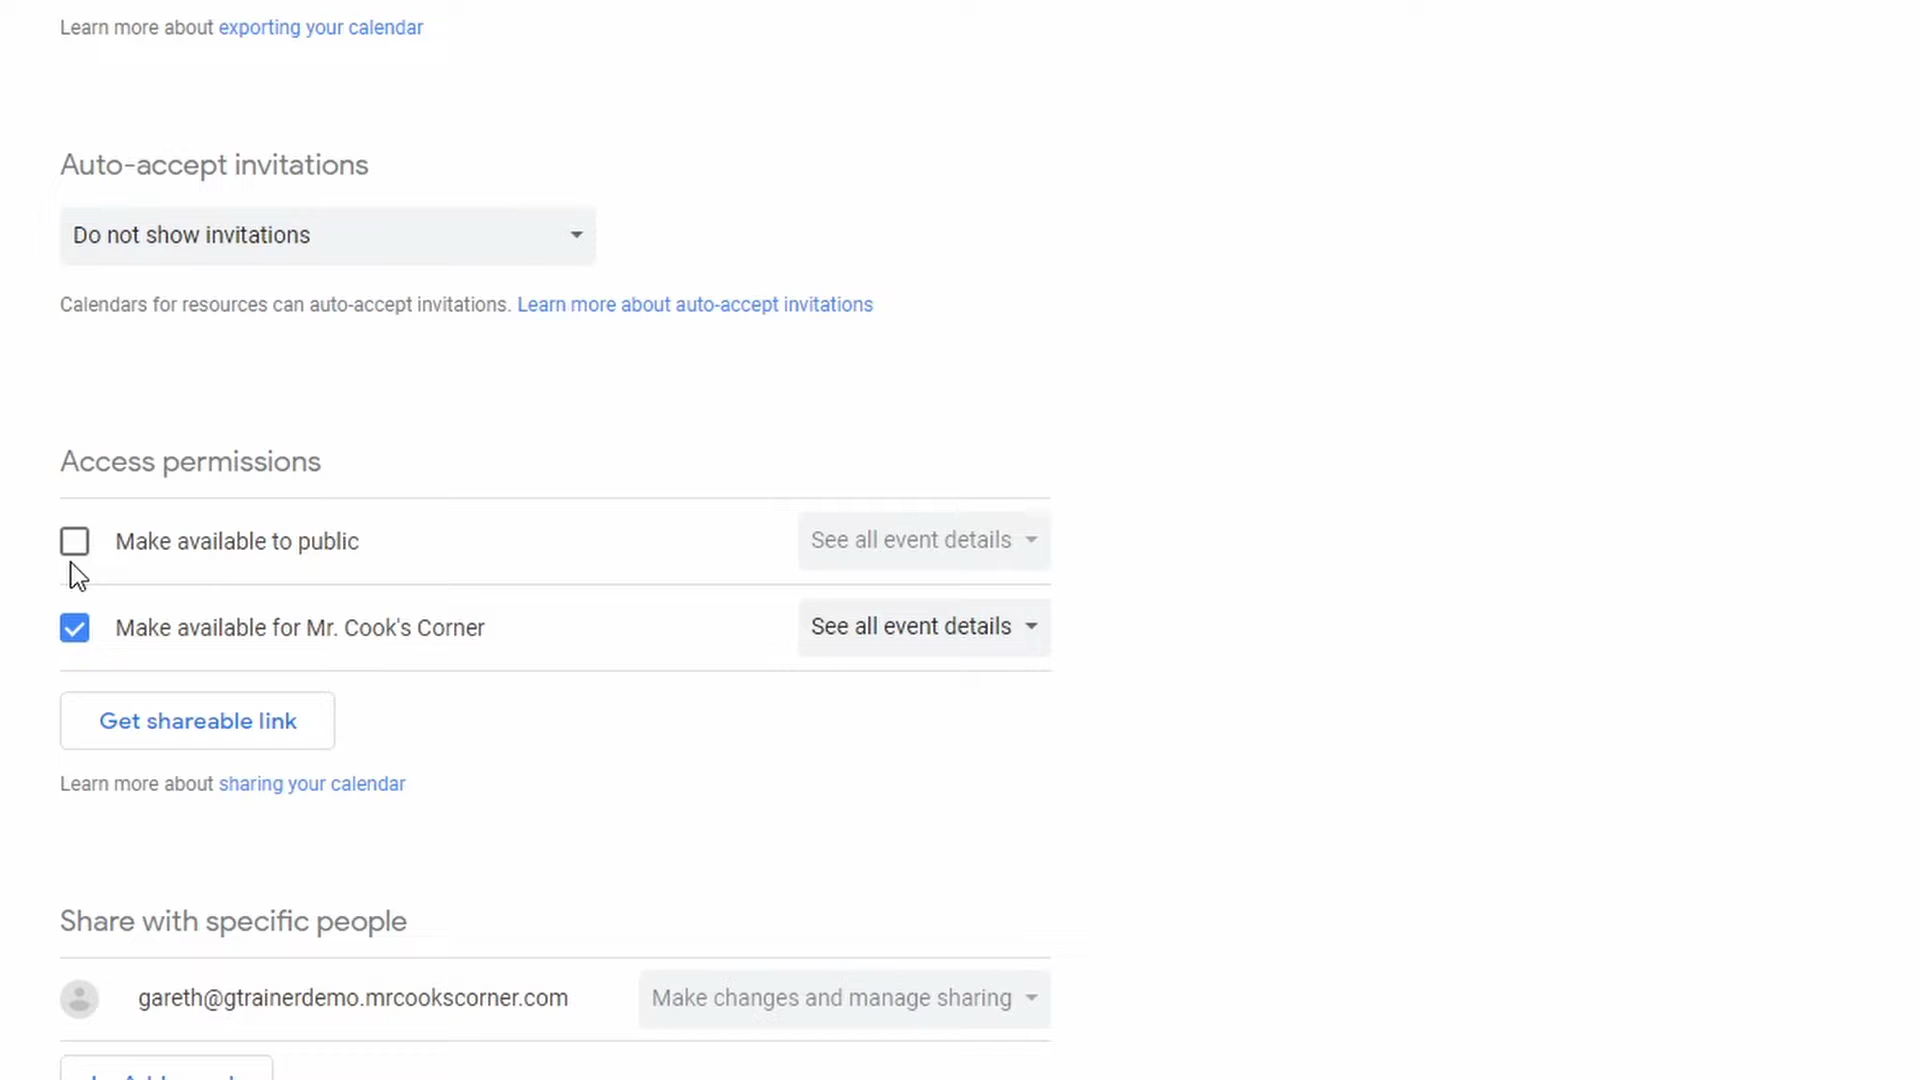 Learn more about exporting your calendar
Auto-accept invitations
Do not show invitations
Calendars for resources can auto-accept invitations. Learn more about auto-accept invitations
Access permissions
Make available to public See all event details
Make available for Mr. Cook's Corner See all event details
Get shareable link
Learn more about sharing your calendar
Share with specific people
gareth@gtrainerdemo.mrcookscorner.com Make changes and manage sharing